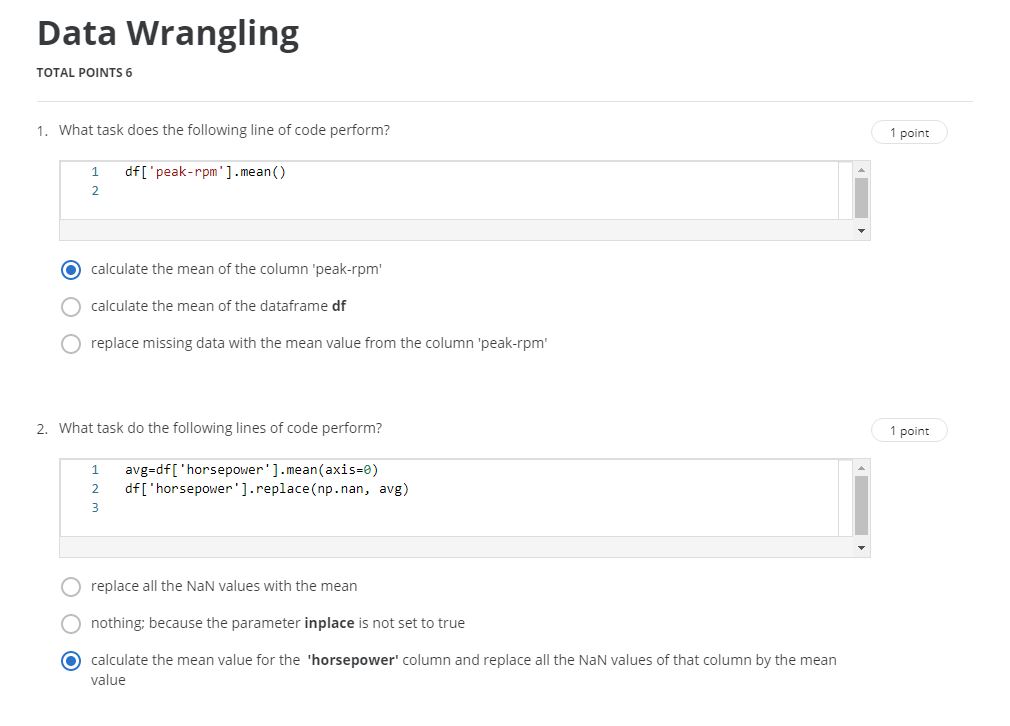 Data Wrangling
TOTAL POINTS 6
1. What task does the following line of code perform?
1 point
1 df['peak-rpm'].mean()
2
calculate the mean of the column 'peak-rpm'
calculate the mean of the dataframe df
replace missing data with the mean value from the column 'peak-rpm'
2. What task do the following lines of code perform?
1 point
1 avg=df['horsepower'].mean(axis=0)
2 df['horsepower'].replace(np.nan, avg)
3
replace all the NaN values with the mean
nothing; because the parameter inplace is not set to true
calculate the mean value for the 'horsepower' column and replace all the NaN values of that column by the mean
value